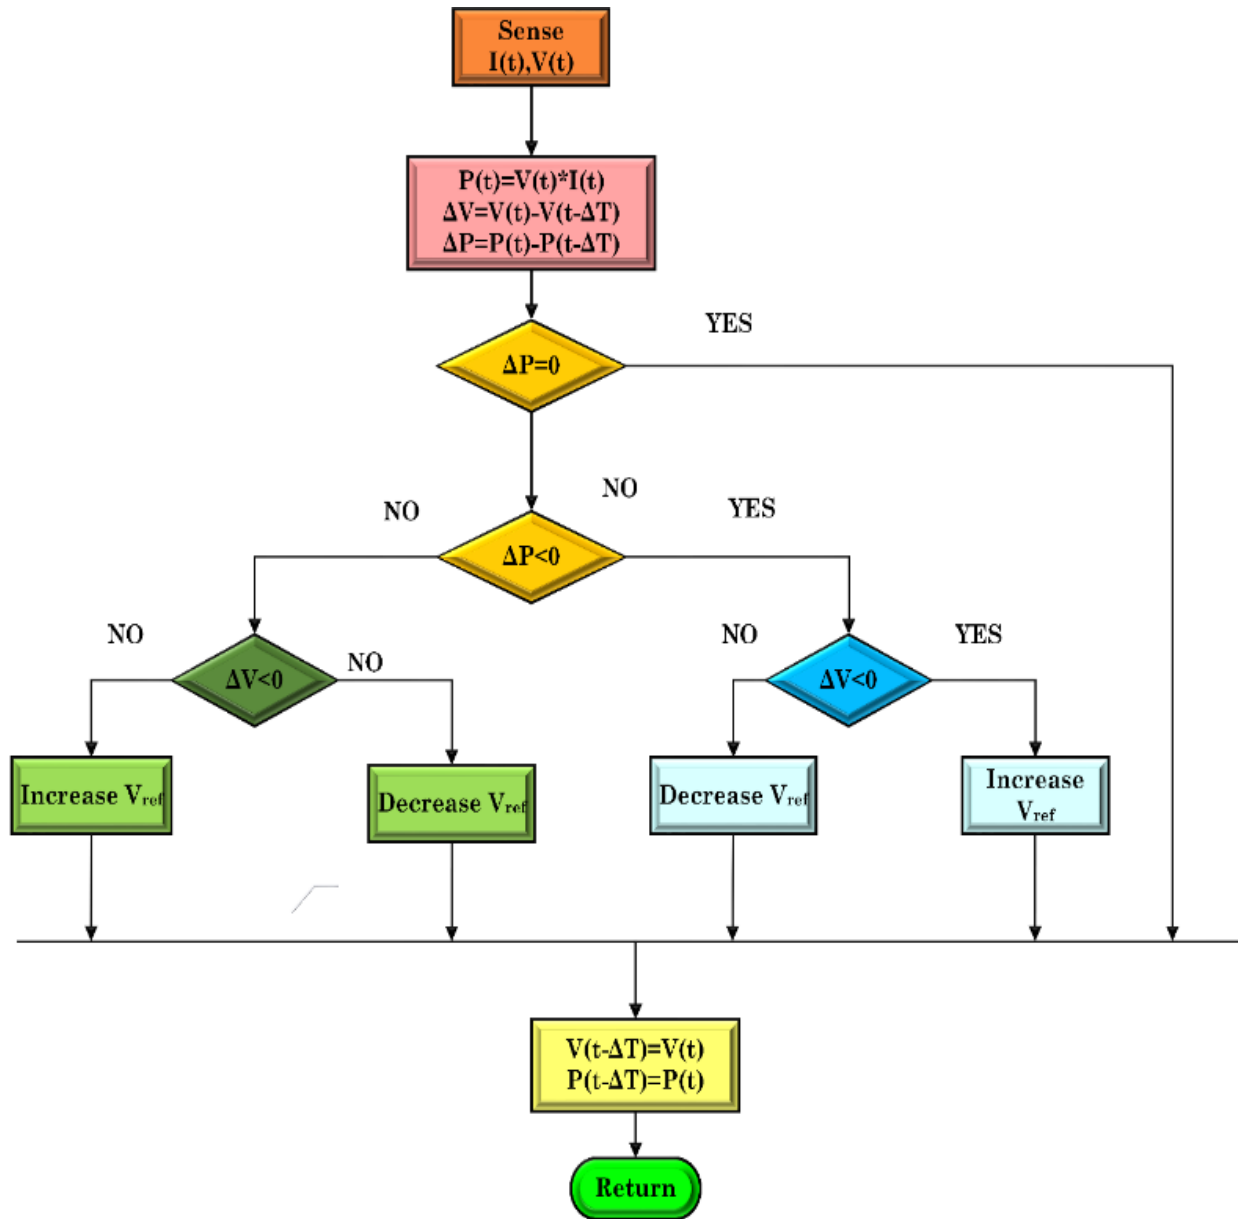 Sense
I(t),V(t)
P(t)=V(t)*I(t)
ΔV=V(t)-V(t-ΔT)
ΔP=P(t)-P(t-ΔT)
YES
ΔP=0
NO
NO
YES
ΔP<0
NO
NO
NO
YES
ΔV<0
ΔV<0
Increase Vref
Decrease Vref
Decrease Vref
Increase
Vref
V(t-ΔT)=V(t)
P(t-ΔT)=P(t)
Return